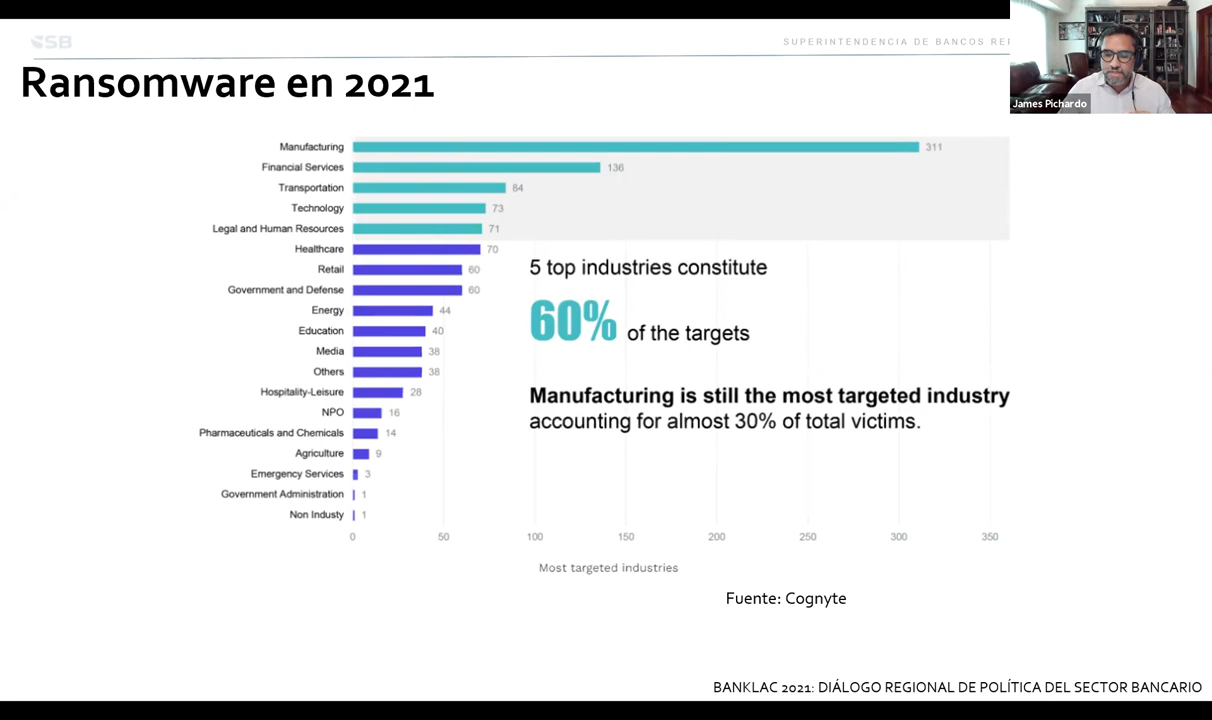 SB
SUPERINTENDENCIA DE BANCOS
James Pichardo
Ransomware en 2021
Manufacturing 311
Financial Services 136
Transportation 84
Technology 73
Legal and Human Resources 71
Healthcare 70
Retail 60
Government and Defense 60
Energy 44
Education 40
Media 38
Others 38
Hospitality-Leisure 28
NPO 16
Pharmaceuticals and Chemicals 14
Agriculture 9
Emergency Services 3
Government Administration 1
Non Industy 1
5 top industries constitute
60% of the targets
Manufacturing is still the most targeted industry
accounting for almost 30% of total victims.
0 50 100 150 200 250 300 350
Most targeted industries
Fuente: Cognyte
BANKLAC 2021: DIÁLOGO REGIONAL DE POLÍTICA DEL SECTOR BANCARIO